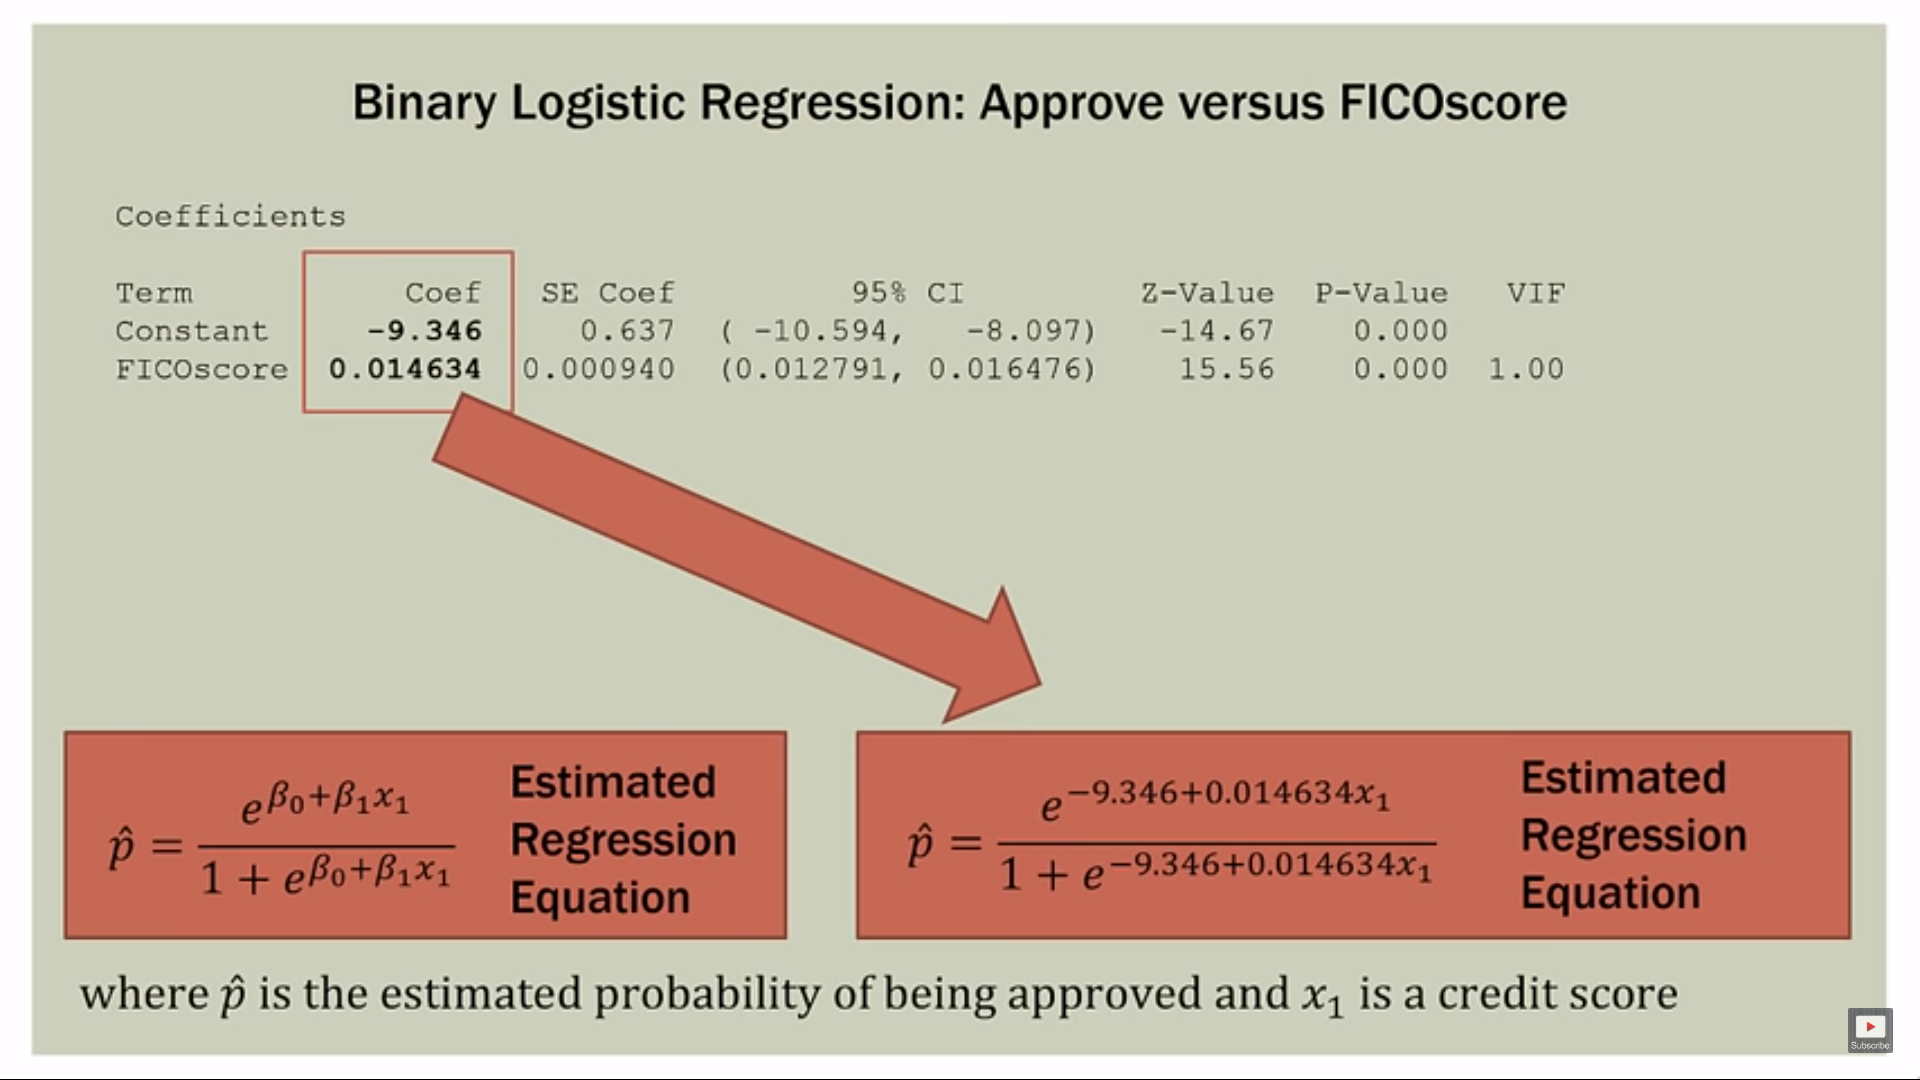 Binary Logistic Regression: Approve versus FICOscore
Coefficients
Term Coef SE Coef 95% CI Z-Value P-Value VIF
Constant -9.346 0.637 ( -10.594, -8.097) -14.67 0.000
FICOscore 0.014634 0.000940 (0.012791, 0.016476) 15.56 0.000 1.00
p̂ = e^{β₀+β₁x₁} / (1 + e^{β₀+β₁x₁})
Estimated
Regression
Equation
p̂ = e^{−9.346+0.014634x₁} / (1 + e^{−9.346+0.014634x₁})
Estimated
Regression
Equation
where p̂ is the estimated probability of being approved and x₁ is a credit score
Subscribe